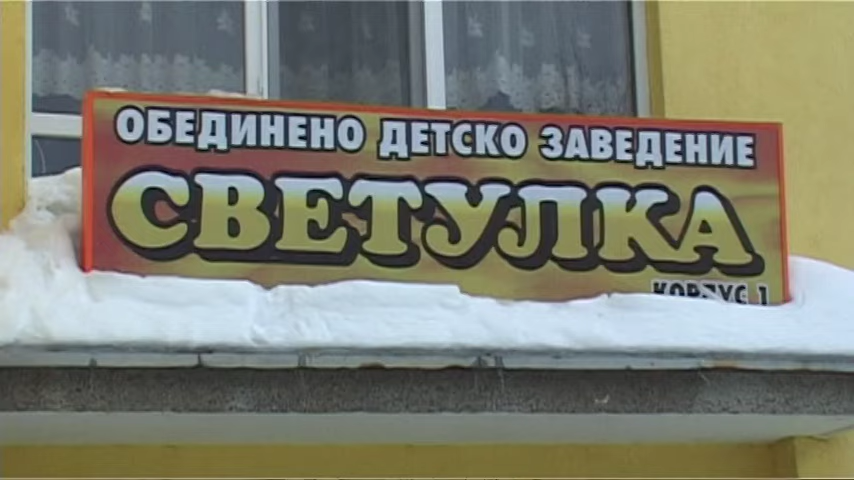 ОБЕДИНЕНО ДЕТСКО ЗАВЕДЕНИЕ
СВЕТУЛКА
КОРПУС 1